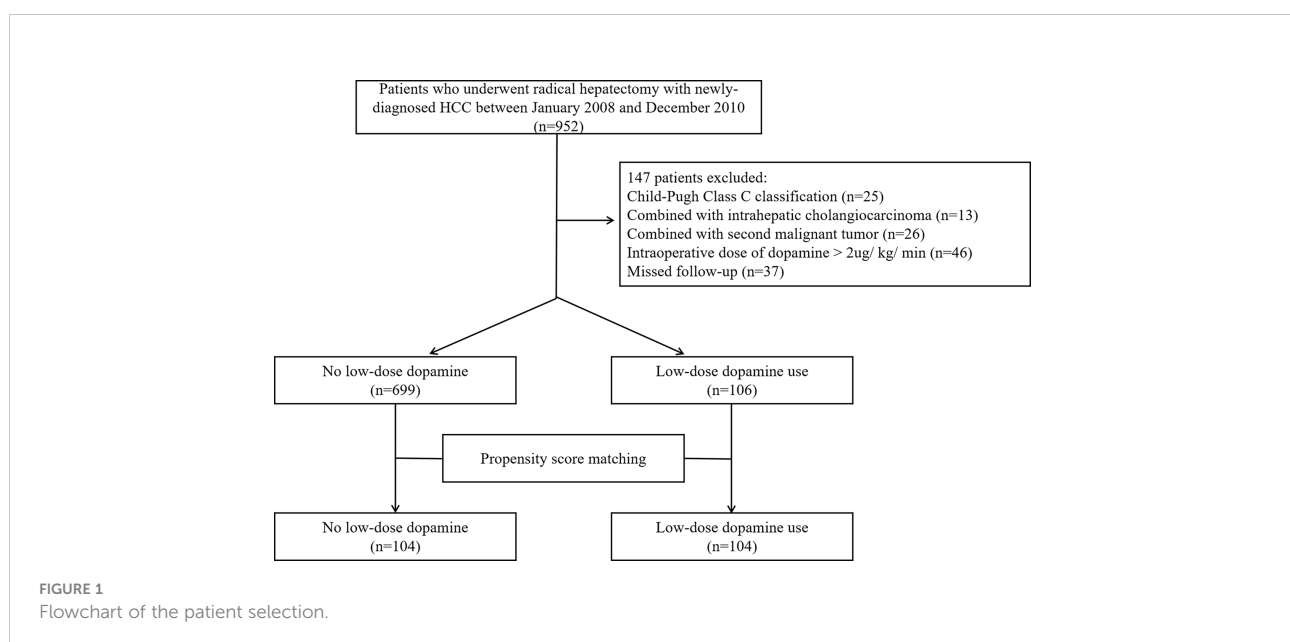 Patients who underwent radical hepatectomy with newly-
diagnosed HCC between January 2008 and December 2010
(n=952)
147 patients excluded:
Child-Pugh Class C classification (n=25)
Combined with intrahepatic cholangiocarcinoma (n=13)
Combined with second malignant tumor (n=26)
Intraoperative dose of dopamine > 2ug/ kg/ min (n=46)
Missed follow-up (n=37)
No low-dose dopamine
(n=699)
Low-dose dopamine use
(n=106)
Propensity score matching
No low-dose dopamine
(n=104)
Low-dose dopamine use
(n=104)
FIGURE 1
Flowchart of the patient selection.